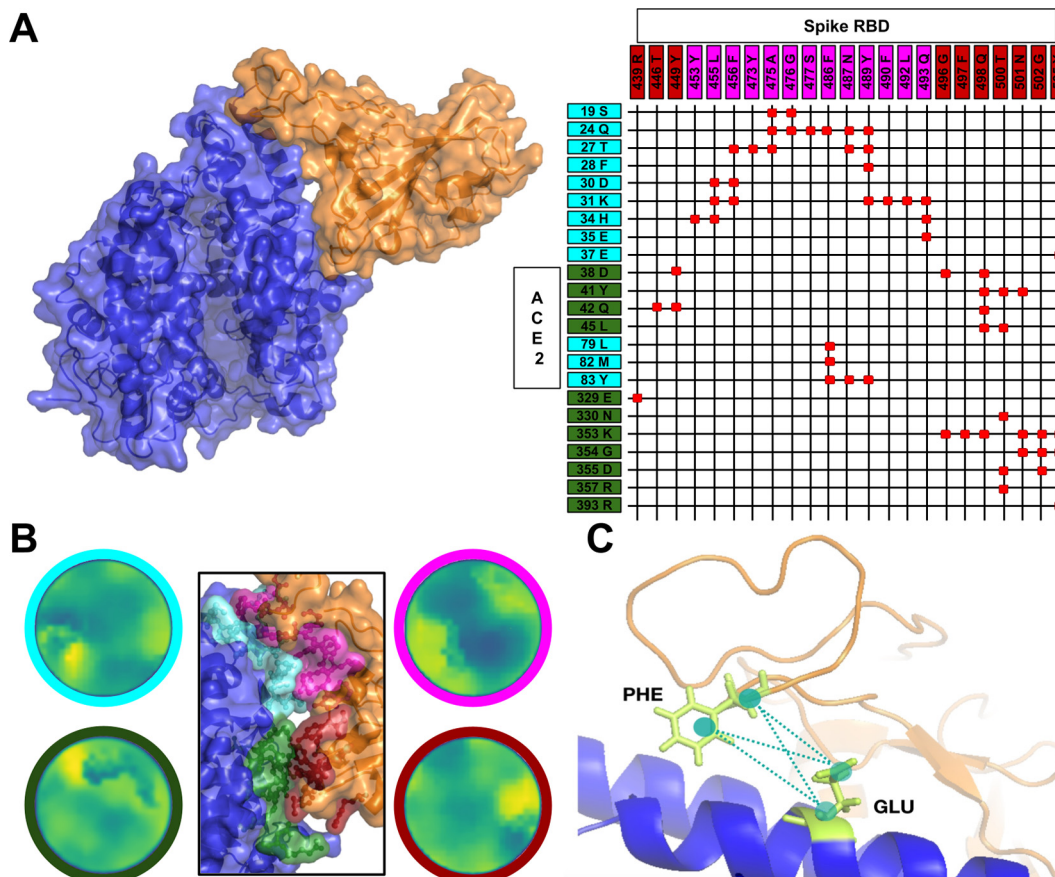 A
Spike RBD
439 R
446 T
449 Y
453 Y
455 L
456 F
473 Y
475 A
476 G
477 S
486 F
487 N
489 Y
490 F
492 L
493 Q
496 G
497 F
498 Q
500 T
501 N
502 G
19 S
24 Q
27 T
28 F
30 D
31 K
34 H
35 E
37 E
38 D
41 Y
42 Q
45 L
79 L
82 M
83 Y
329 E
330 N
353 K
354 G
355 D
357 R
393 R
A
C
E
2
B
C
PHE
GLU